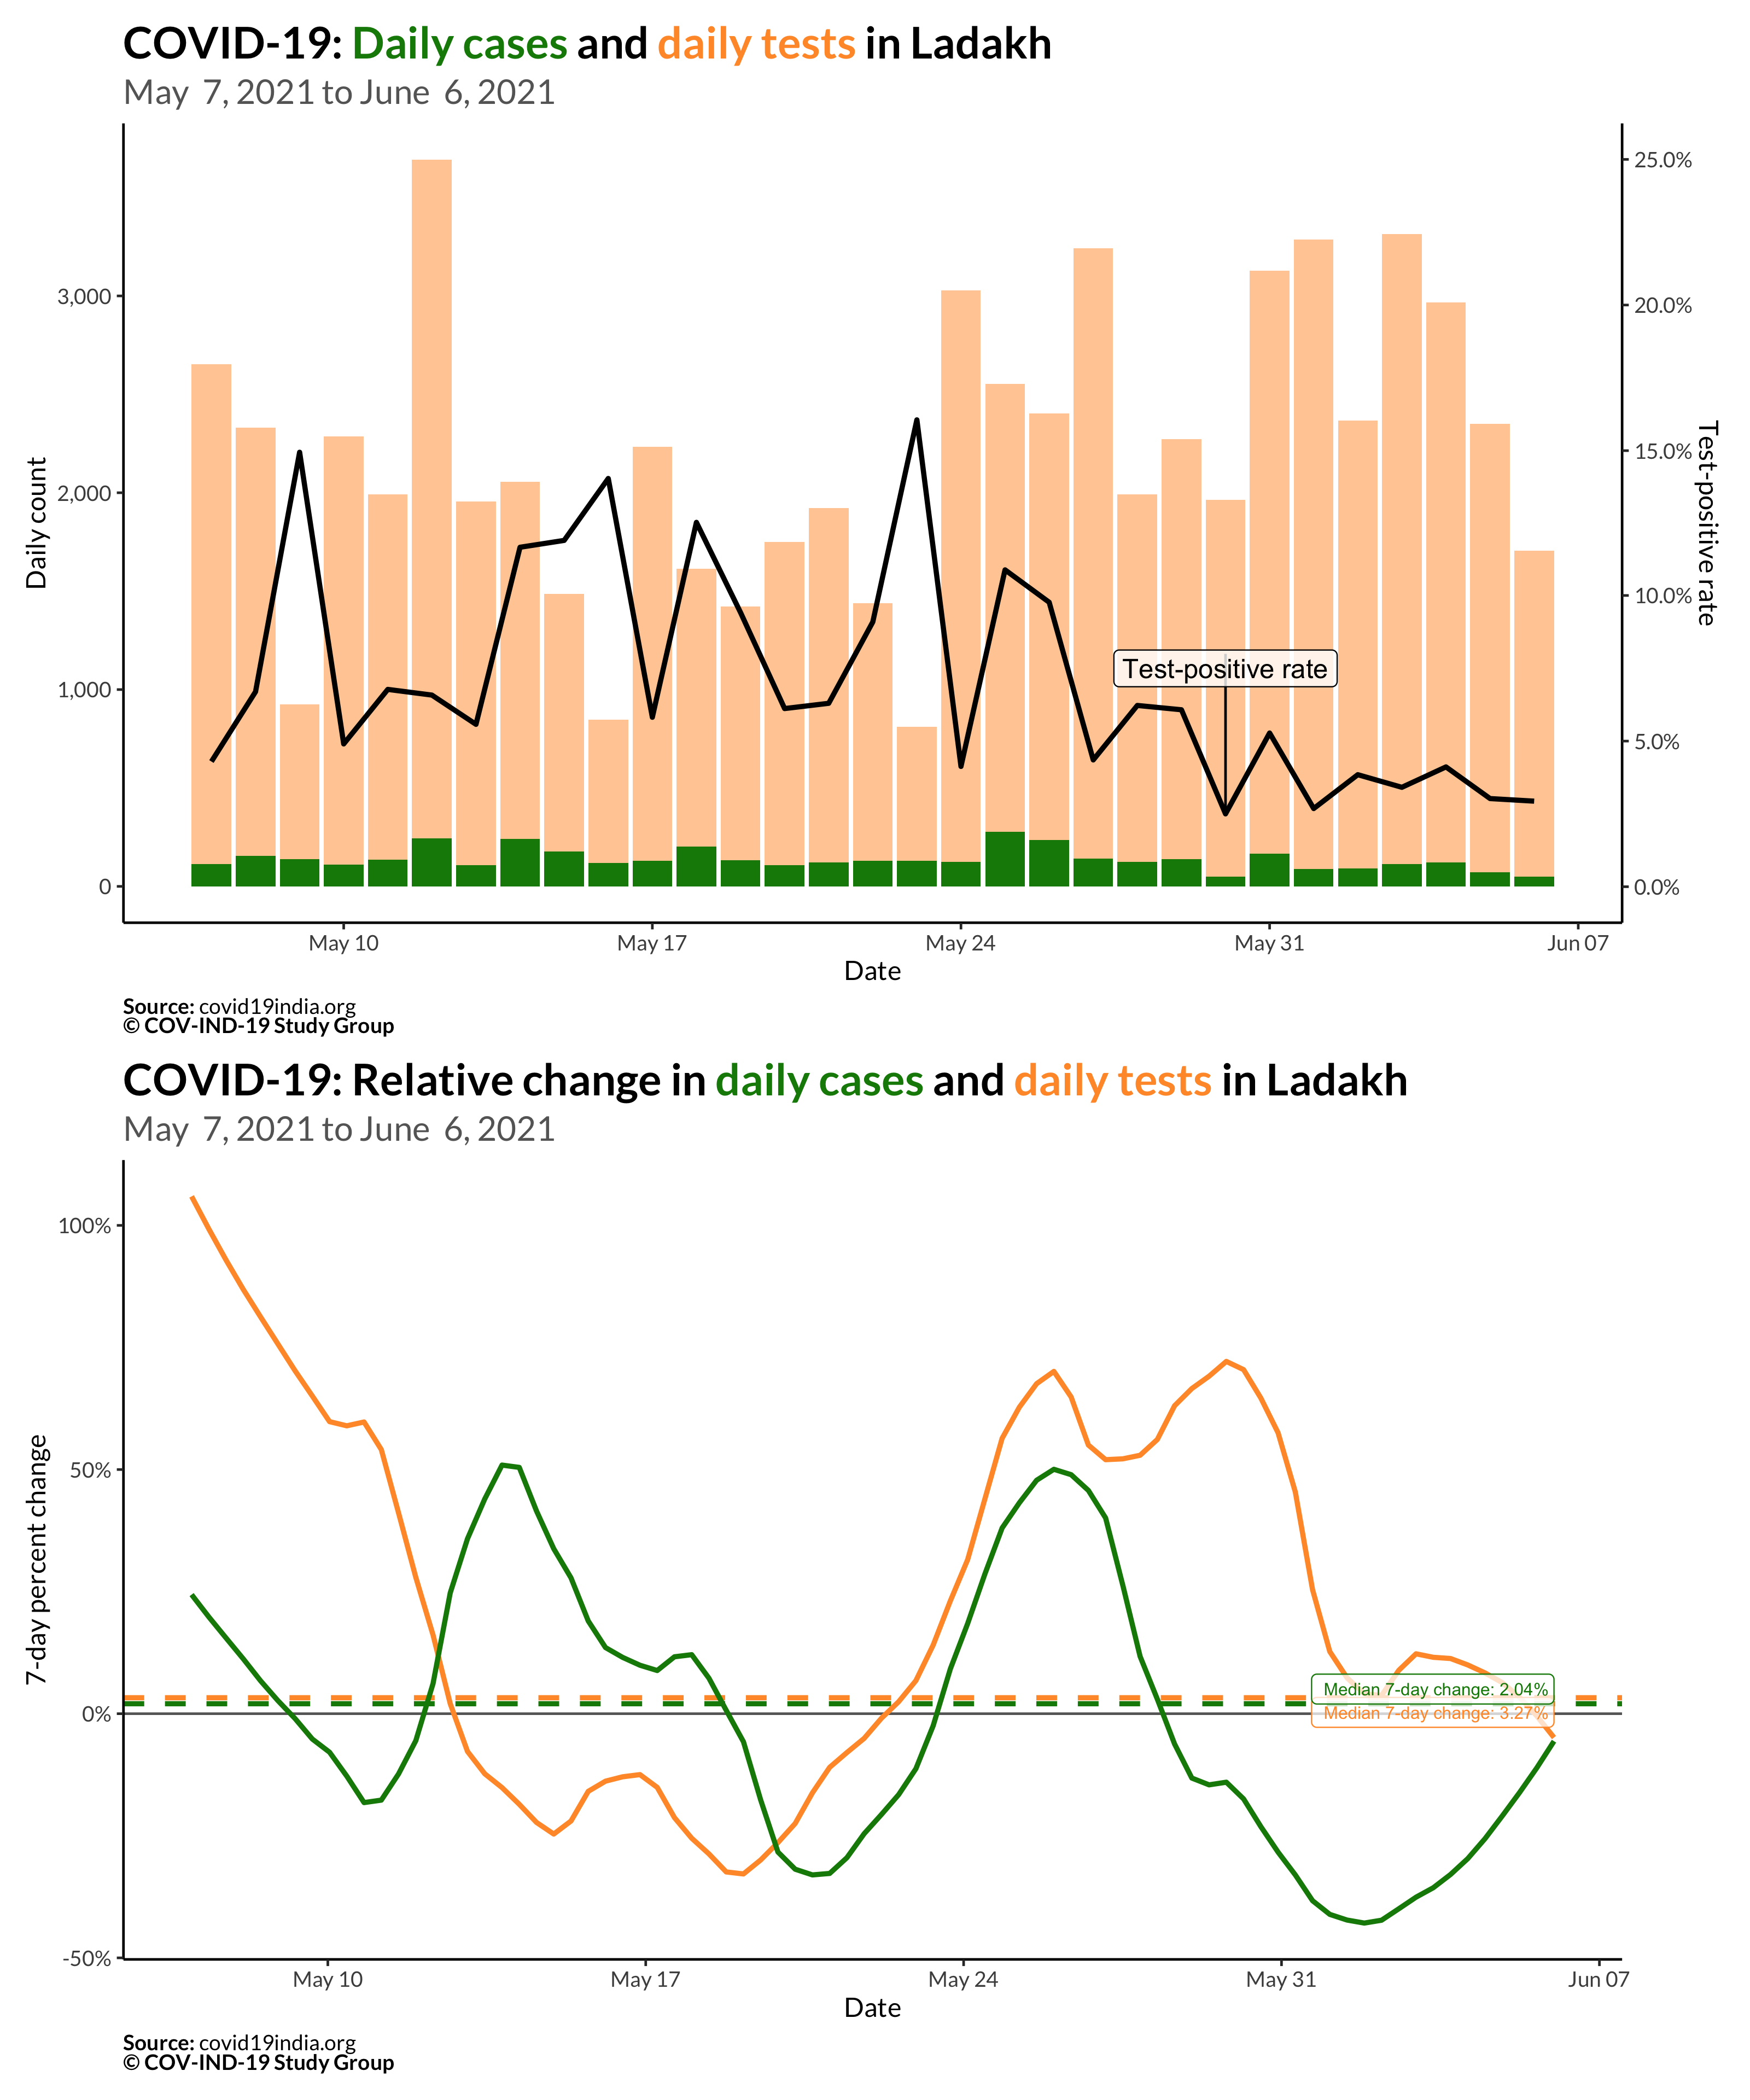 COVID-19: Daily cases and daily tests in Ladakh
May 7, 2021 to June 6, 2021
Daily count
3,000
2,000
1,000
0
25.0%
20.0%
15.0%
10.0%
5.0%
0.0%
Test-positive rate
Test-positive rate
May 10
May 17
May 24
May 31
Jun 07
Date
Source: covid19india.org
© COV-IND-19 Study Group
COVID-19: Relative change in daily cases and daily tests in Ladakh
May 7, 2021 to June 6, 2021
7-day percent change
100%
50%
0%
-50%
Median 7-day change: 2.04%
Median 7-day change: 3.27%
May 10
May 17
May 24
May 31
Jun 07
Date
Source: covid19india.org
© COV-IND-19 Study Group